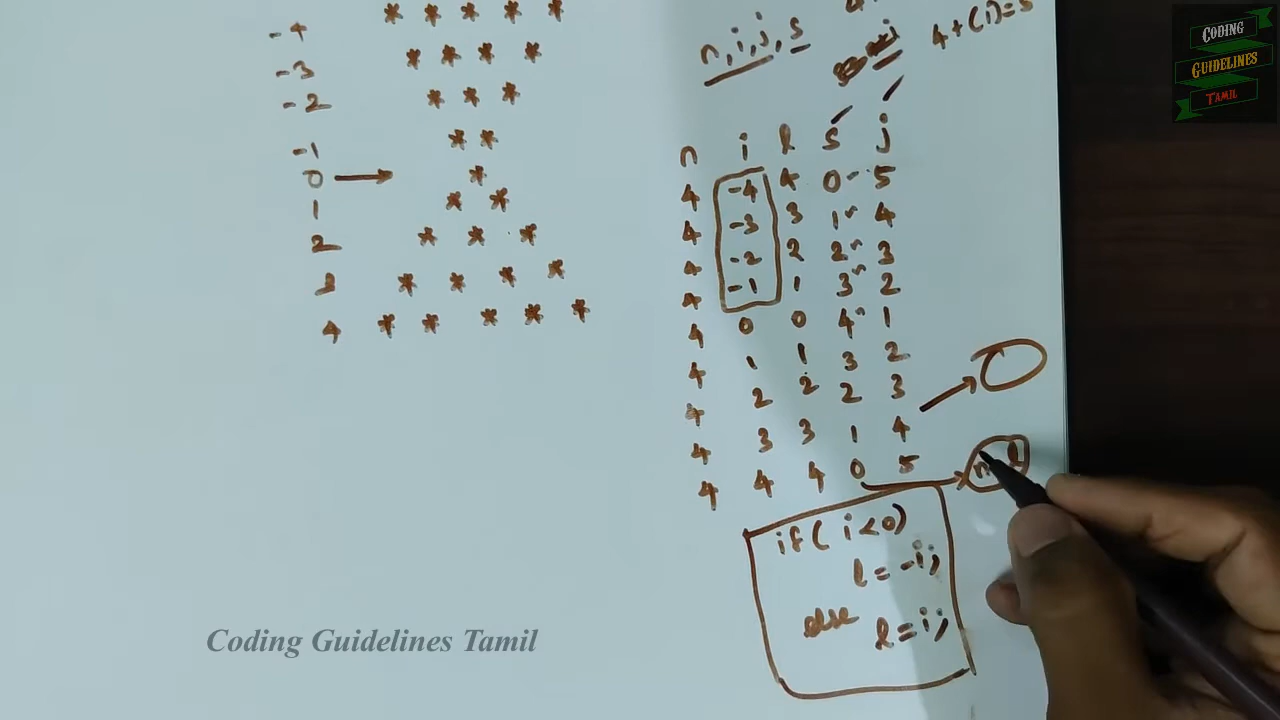 -4 * * * * *
-3 * * * *
-2 * * *
-1 * *
0 → *
1 * *
2 * * *
3 * * * *
4 * * * * *
n, i, j, s
4+(i)=5
n i l s j
4 -4 4 0 5
4 -3 3 1 4
4 -2 2 2 3
4 -1 1 3 2
4 0 0 4 1
4 1 1 3 2
4 2 2 2 3
4 3 3 1 4
4 4 4 0 5
if( i<0)
l = -i;
else
l = i;
Coding Guidelines Tamil
CODING
GUIDELINES
TAMIL